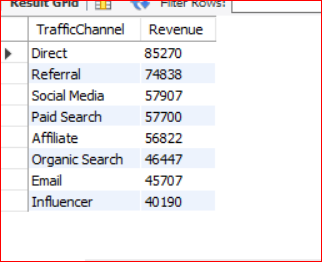 Result Grid Filter Rows:
TrafficChannel Revenue
Direct 85270
Referral 74838
Social Media 57907
Paid Search 57700
Affiliate 56822
Organic Search 46447
Email 45707
Influencer 40190